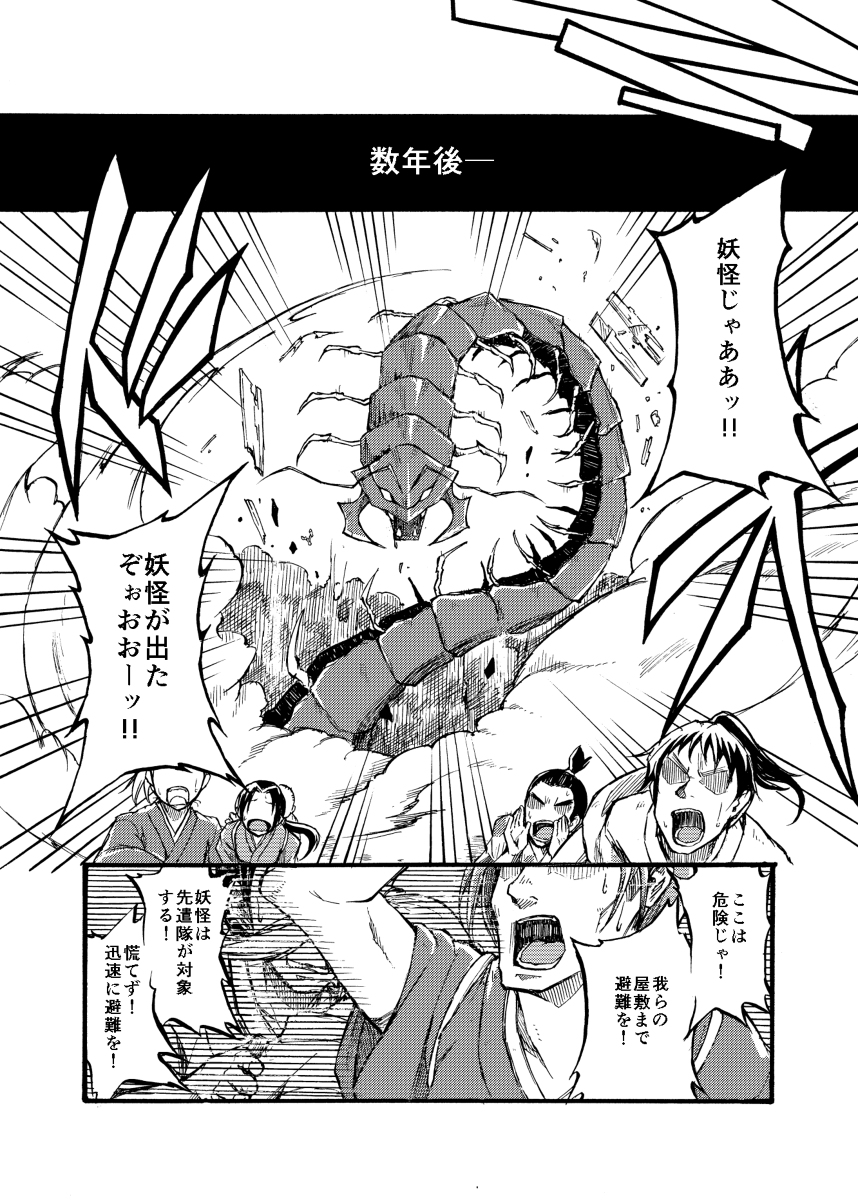 数年後―
妖怪じゃああッ!!
妖怪が出た
ぞぉおおーッ!!
ここは
危険じゃ!
我らの
屋敷まで
避難を!
妖怪は
先遣隊が対象
する!
慌てず!
迅速に避難を!